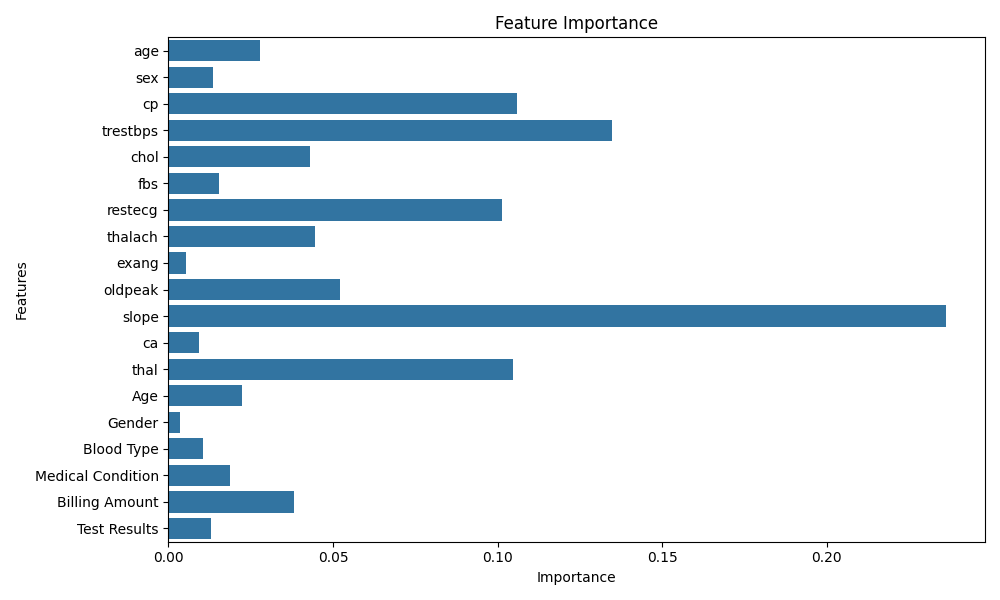 Feature Importance
Features
age
sex
cp
trestbps
chol
fbs
restecg
thalach
exang
oldpeak
slope
ca
thal
Age
Gender
Blood Type
Medical Condition
Billing Amount
Test Results
0.00 0.05 0.10 0.15 0.20
Importance